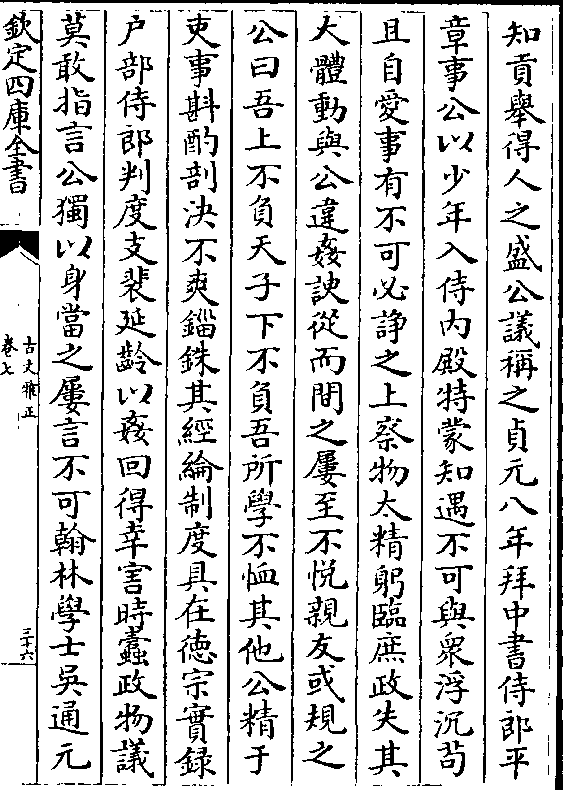 知貢舉得人之盛公議稱之貞元八年拜中書侍郎平
章事公以少年入侍内殿特蒙知遇不可與衆浮沉苟
且自愛事有不可必諍之上察物太精躬臨庶政失其
大體動與公違姦諛從而間之屢至不悅親友或規之
公曰吾上不負天子下不負吾所學不恤其他公精于
吏事斟酌剖決不爽錙銖其經綸制度具在德宗實録
户部侍郎判度支裴延齡以姦回得幸害時蠹政物議
莫敢指言公獨以身當之屢言不可翰林學士吳通元
欽定四庫全書
古文雅正
卷七
三十六